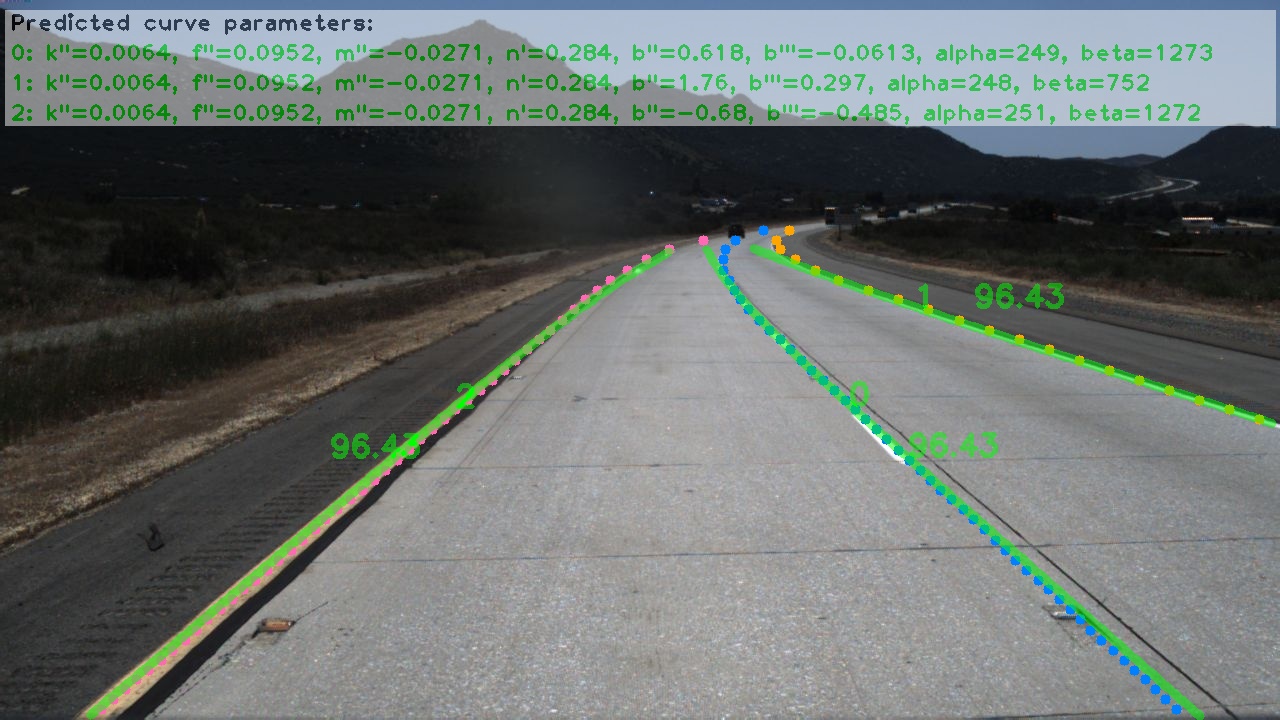 Predicted curve parameters:
0: k''=0.0064, f''=0.0952, m''=-0.0271, n'=0.284, b''=0.618, b'''=-0.0613, alpha=249, beta=1273
1: k''=0.0064, f''=0.0952, m''=-0.0271, n'=0.284, b''=1.76, b'''=0.297, alpha=248, beta=752
2: k''=0.0064, f''=0.0952, m''=-0.0271, n'=0.284, b''=-0.68, b'''=-0.485, alpha=251, beta=1272
1 96.43
2
0
96.43
96.43